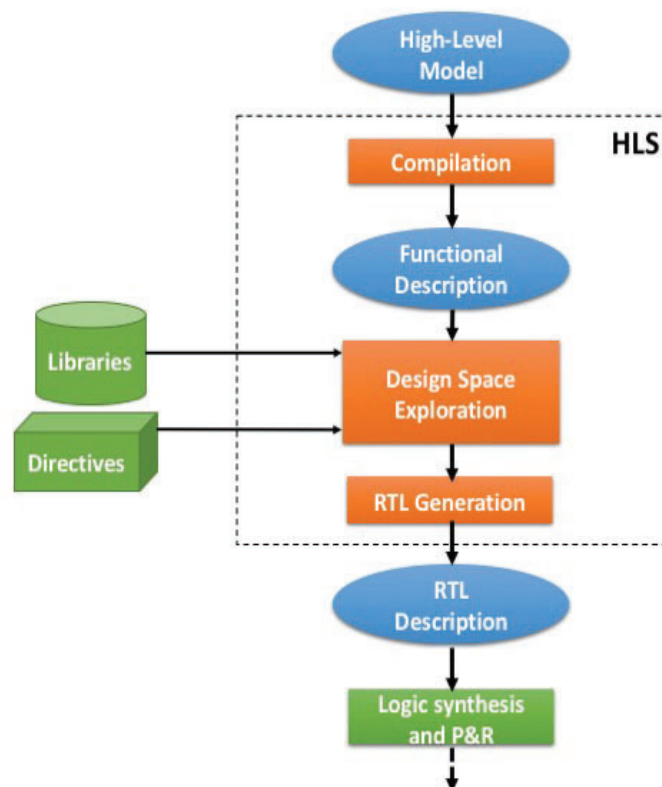 High-Level
Model
HLS
Compilation
Functional
Description
Libraries
Design Space
Exploration
Directives
RTL Generation
RTL
Description
Logic synthesis
and P&R